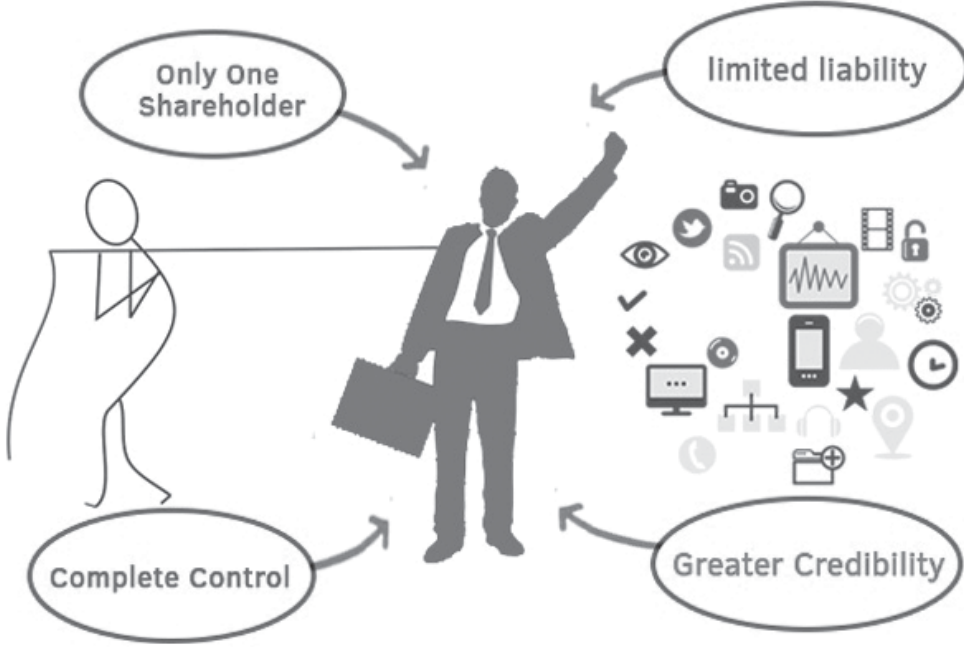 Only One
Shareholder
limited liability
Complete Control
Greater Credibility